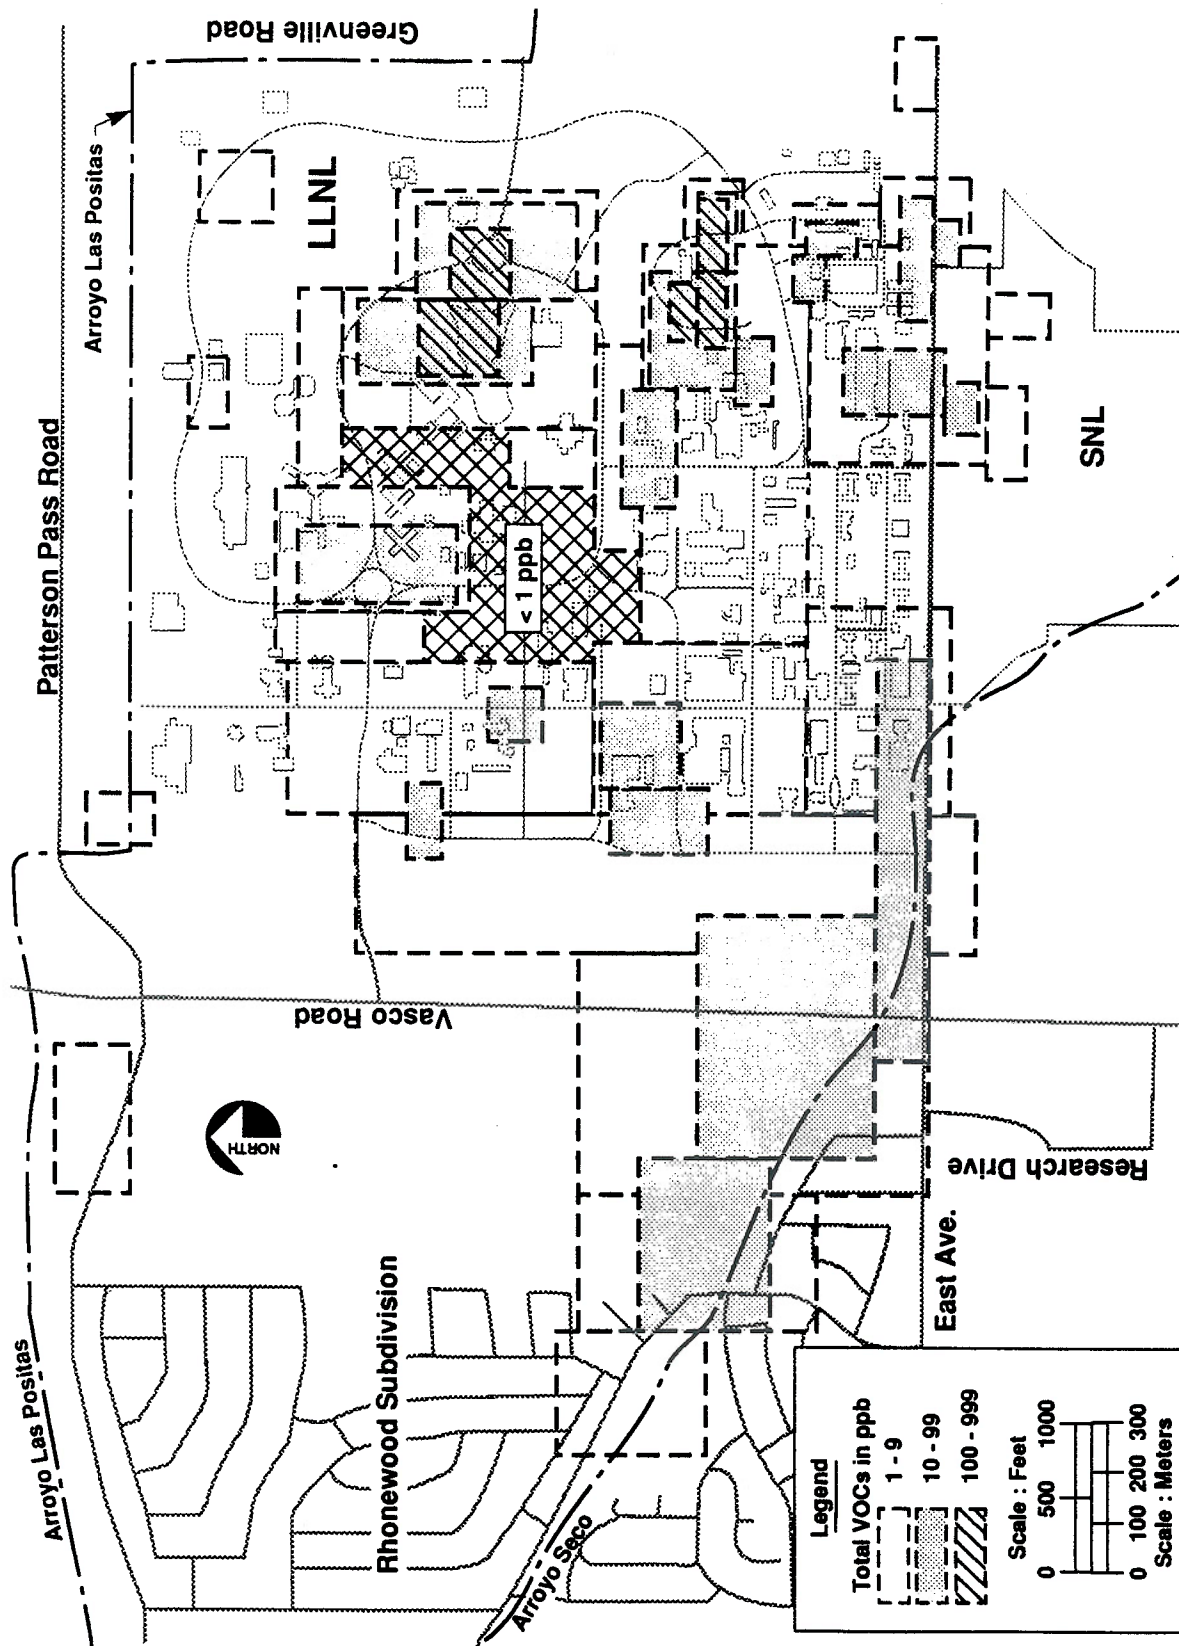 Greenville Road
Arroyo Las Positas
Patterson Pass Road
LLNL
SNL
< 1 ppb
Vasco Road
NORTH
Research Drive
East Ave.
Rhonewood Subdivision
Arroyo Las Positas
Arroyo Seco
Legend
Total VOCs in ppb
1 - 9
10 - 99
100 - 999
Scale : Feet
0 500 1000
0 100 200 300
Scale : Meters